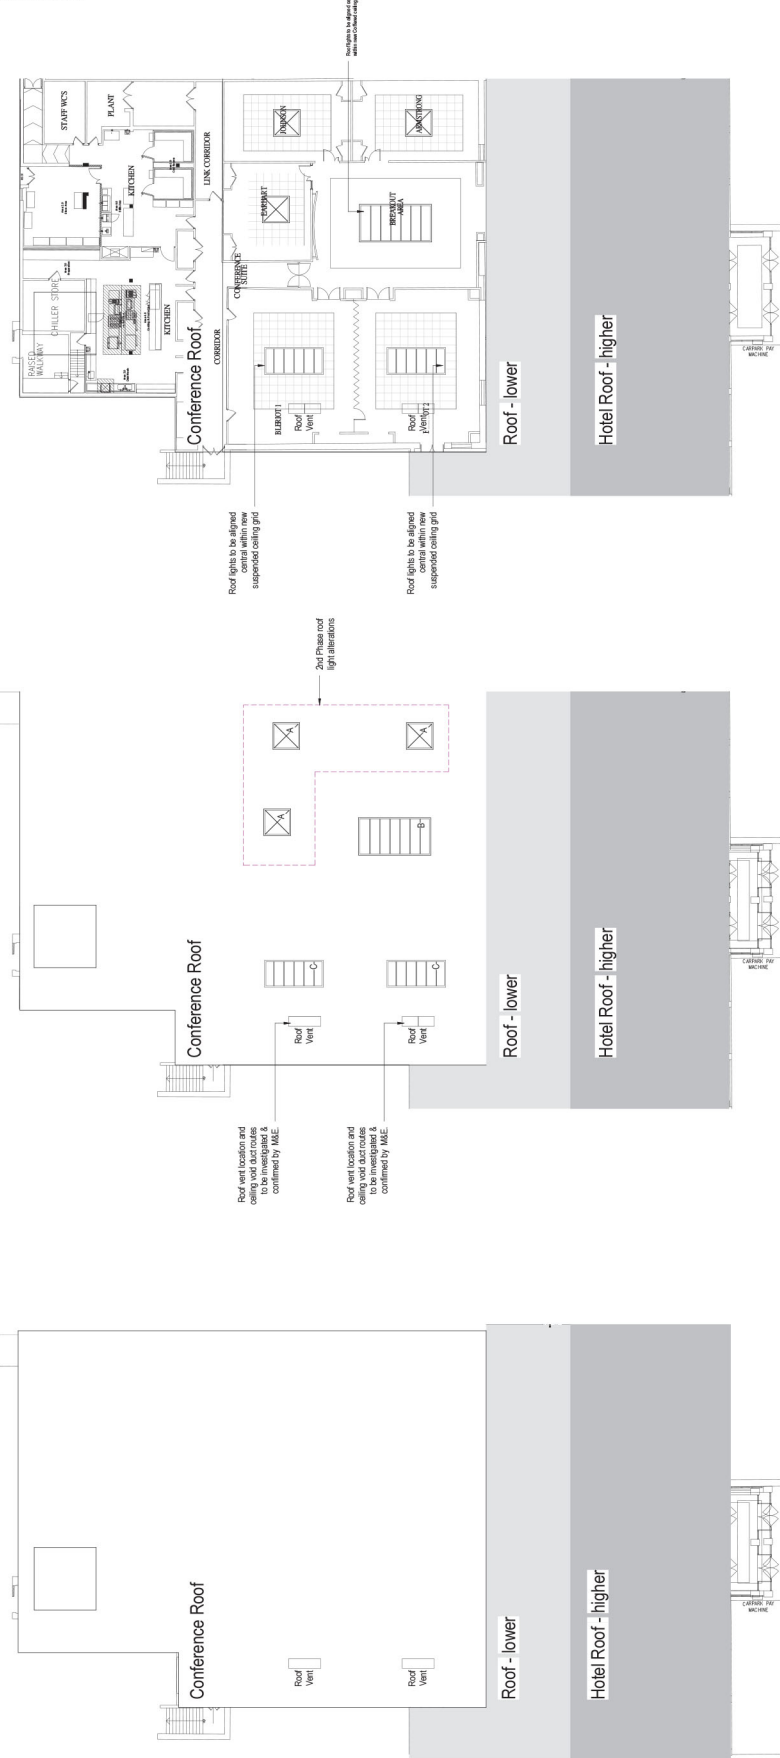 Conference Roof
Roof
Vent
Roof
Vent
Roof - lower
Hotel Roof - higher
CARPARK PAY
MACHINE
Conference Roof
A
A
A
B
C
C
2nd Phase roof
light alterations
Roof
Vent
Roof
Vent
Roof vent location and
ceiling void duct routes
to be investigated &
confirmed by M&E.
Roof vent location and
ceiling void duct routes
to be investigated &
confirmed by M&E.
Roof - lower
Hotel Roof - higher
CARPARK PAY
MACHINE
STAFF WC'S
PLANT
KITCHEN
LINK CORRIDOR
RAISED
WALKWAY
CHILLER STORE
KITCHEN
CORRIDOR
Conference Roof
JOHNSON
ARMSTRONG
EARHART
BREAKOUT
AREA
CONFERENCE
SUITE
BLERIOT 1
Roof
Vent
Roof
Vent
Roof lights to be aligned
central within new
suspended ceiling grid
Roof lights to be aligned
central within new
suspended ceiling grid
Roof - lower
Hotel Roof - higher
CARPARK PAY
MACHINE